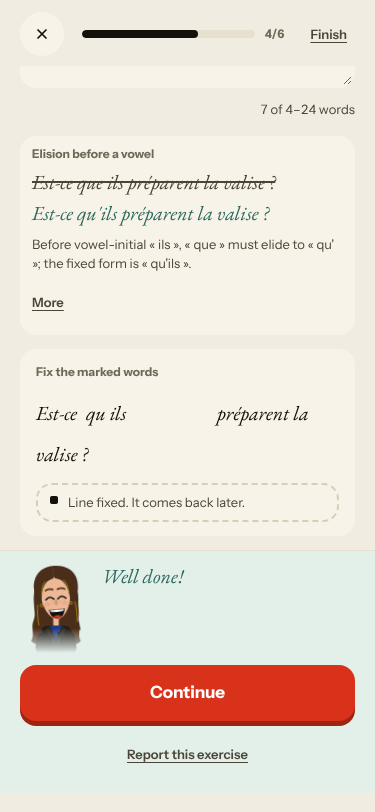 ✕ 4/6 Finish
7 of 4–24 words
Elision before a vowel
Est-ce que ils préparent la valise ?
Est-ce qu'ils préparent la valise ?
Before vowel-initial « ils », « que » must elide to « qu'
»; the fixed form is « qu'ils ».
More
Fix the marked words
Est-ce qu ils préparent la
valise ?
Line fixed. It comes back later.
Well done!
Continue
Report this exercise